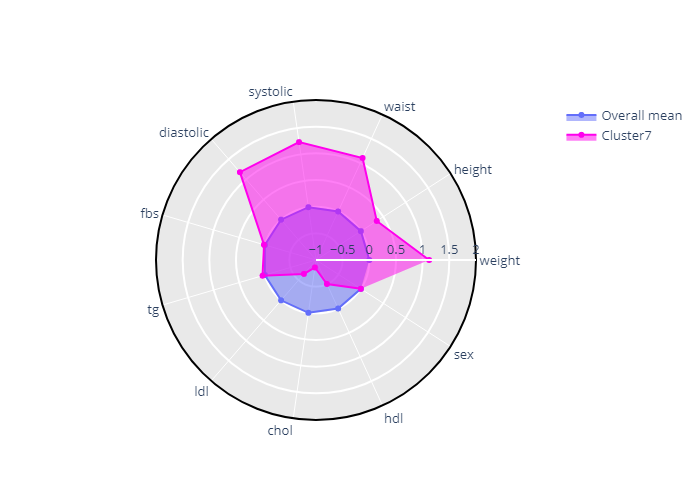 systolic
waist
diastolic
height
fbs
−1 −0.5 0 0.5 1 1.5 2
weight
tg
sex
ldl
hdl
chol
Overall mean
Cluster7